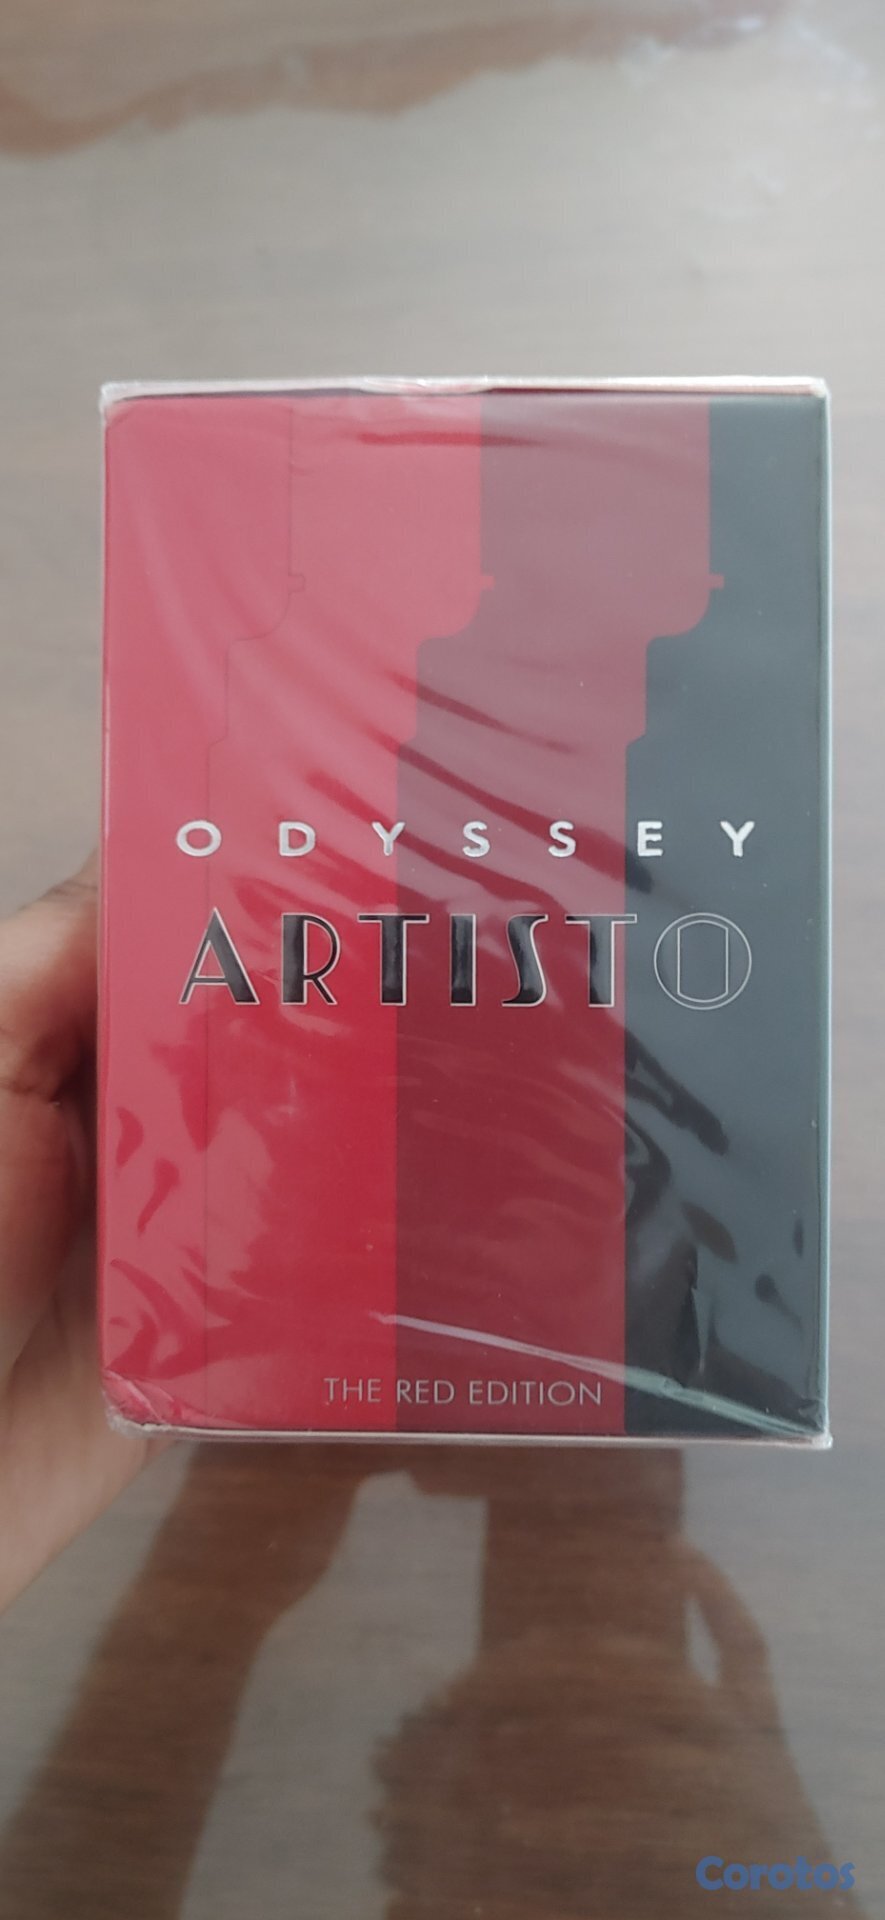 ODYSSEY
ARTISTO
THE RED EDITION
Corotos